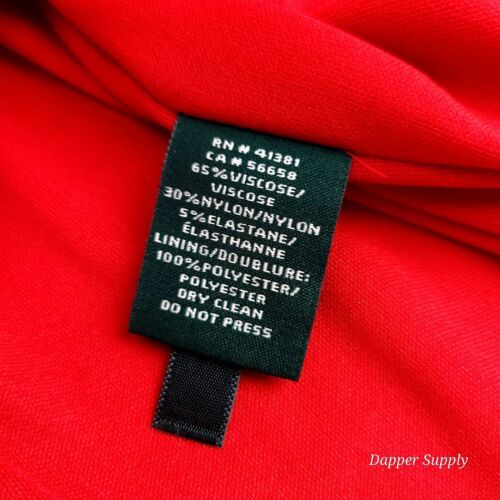 RN # 41381
CA # 56658
65%VISCOSE/
VISCOSE
30%NYLON/NYLON
5%ELASTANE/
ÉLASTHANNE
LINING/DOUBLURE:
100%POLYESTER/
POLYESTER
DRY CLEAN
DO NOT PRESS
Dapper Supply